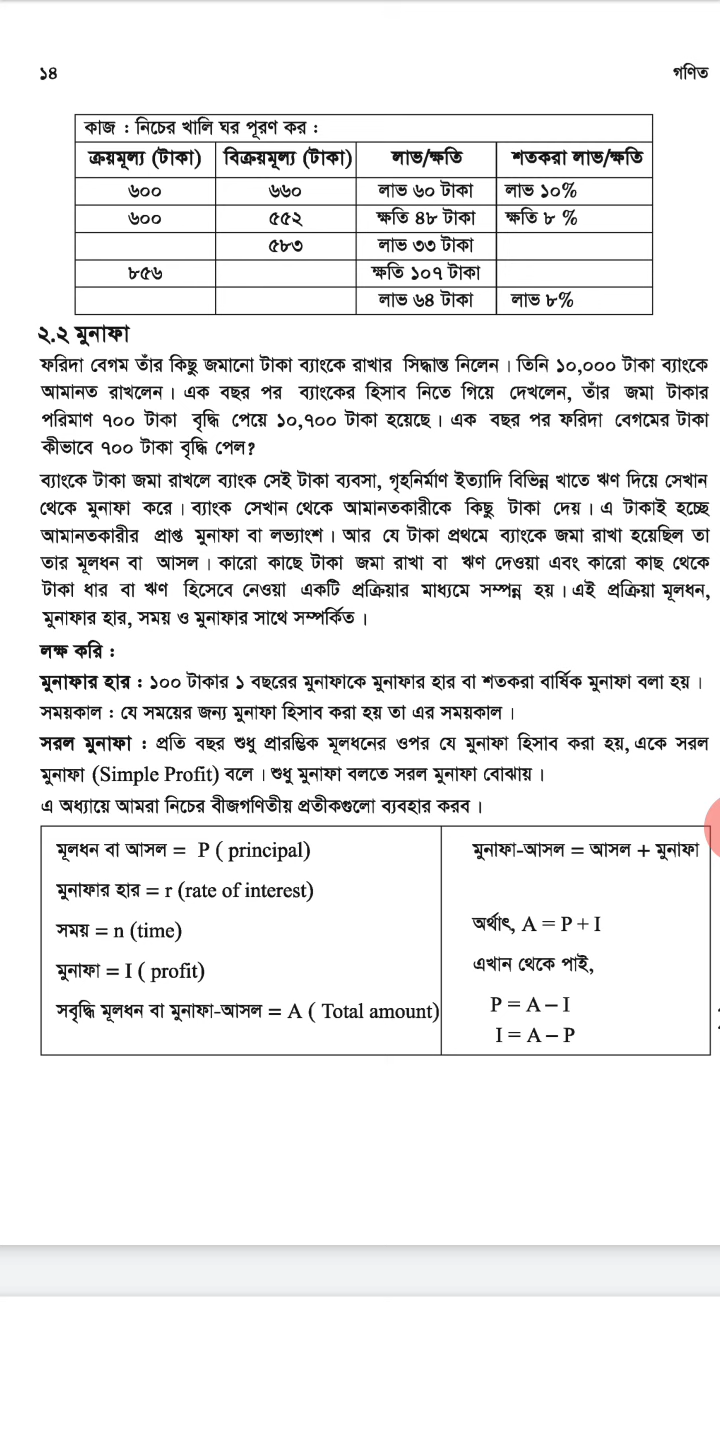 ১৪ গণিত
কাজ : নিচের খালি ঘর পূরণ কর :
ক্রয়মূল্য (টাকা) বিক্রয়মূল্য (টাকা) লাভ/ক্ষতি শতকরা লাভ/ক্ষতি
৬০০ ৬৬০ লাভ ৬০ টাকা লাভ ১০%
৬০০ ৫৫২ ক্ষতি ৪৮ টাকা ক্ষতি ৮ %
৫৮৩ লাভ ৩৩ টাকা
৮৫৬ ক্ষতি ১০৭ টাকা
লাভ ৬৪ টাকা লাভ ৮%
২.২ মুনাফা
ফরিদা বেগম তাঁর কিছু জমানো টাকা ব্যাংকে রাখার সিদ্ধান্ত নিলেন। তিনি ১০,০০০ টাকা ব্যাংকে
আমানত রাখলেন। এক বছর পর ব্যাংকের হিসাব নিতে গিয়ে দেখলেন, তাঁর জমা টাকার
পরিমাণ ৭০০ টাকা বৃদ্ধি পেয়ে ১০,৭০০ টাকা হয়েছে। এক বছর পর ফরিদা বেগমের টাকা
কীভাবে ৭০০ টাকা বৃদ্ধি পেল?
ব্যাংকে টাকা জমা রাখলে ব্যাংক সেই টাকা ব্যবসা, গৃহনির্মাণ ইত্যাদি বিভিন্ন খাতে ঋণ দিয়ে সেখান
থেকে মুনাফা করে। ব্যাংক সেখান থেকে আমানতকারীকে কিছু টাকা দেয়। এ টাকাই হচ্ছে
আমানতকারীর প্রাপ্ত মুনাফা বা লভ্যাংশ। আর যে টাকা প্রথমে ব্যাংকে জমা রাখা হয়েছিল তা
তার মূলধন বা আসল। কারো কাছে টাকা জমা রাখা বা ঋণ দেওয়া এবং কারো কাছ থেকে
টাকা ধার বা ঋণ হিসেবে নেওয়া একটি প্রক্রিয়ার মাধ্যমে সম্পন্ন হয়। এই প্রক্রিয়া মূলধন,
মুনাফার হার, সময় ও মুনাফার সাথে সম্পর্কিত।
লক্ষ করি :
মুনাফার হার : ১০০ টাকার ১ বছরের মুনাফাকে মুনাফার হার বা শতকরা বার্ষিক মুনাফা বলা হয়।
সময়কাল : যে সময়ের জন্য মুনাফা হিসাব করা হয় তা এর সময়কাল।
সরল মুনাফা : প্রতি বছর শুধু প্রারম্ভিক মূলধনের ওপর যে মুনাফা হিসাব করা হয়, একে সরল
মুনাফা (Simple Profit) বলে। শুধু মুনাফা বলতে সরল মুনাফা বোঝায়।
এ অধ্যায়ে আমরা নিচের বীজগণিতীয় প্রতীকগুলো ব্যবহার করব।
মূলধন বা আসল = P ( principal)
মুনাফার হার = r (rate of interest)
সময় = n (time)
মুনাফা = I ( profit)
সবৃদ্ধি মূলধন বা মুনাফা-আসল = A ( Total amount)
মুনাফা-আসল = আসল + মুনাফা
অর্থাৎ, A = P + I
এখান থেকে পাই,
P = A – I
I = A – P